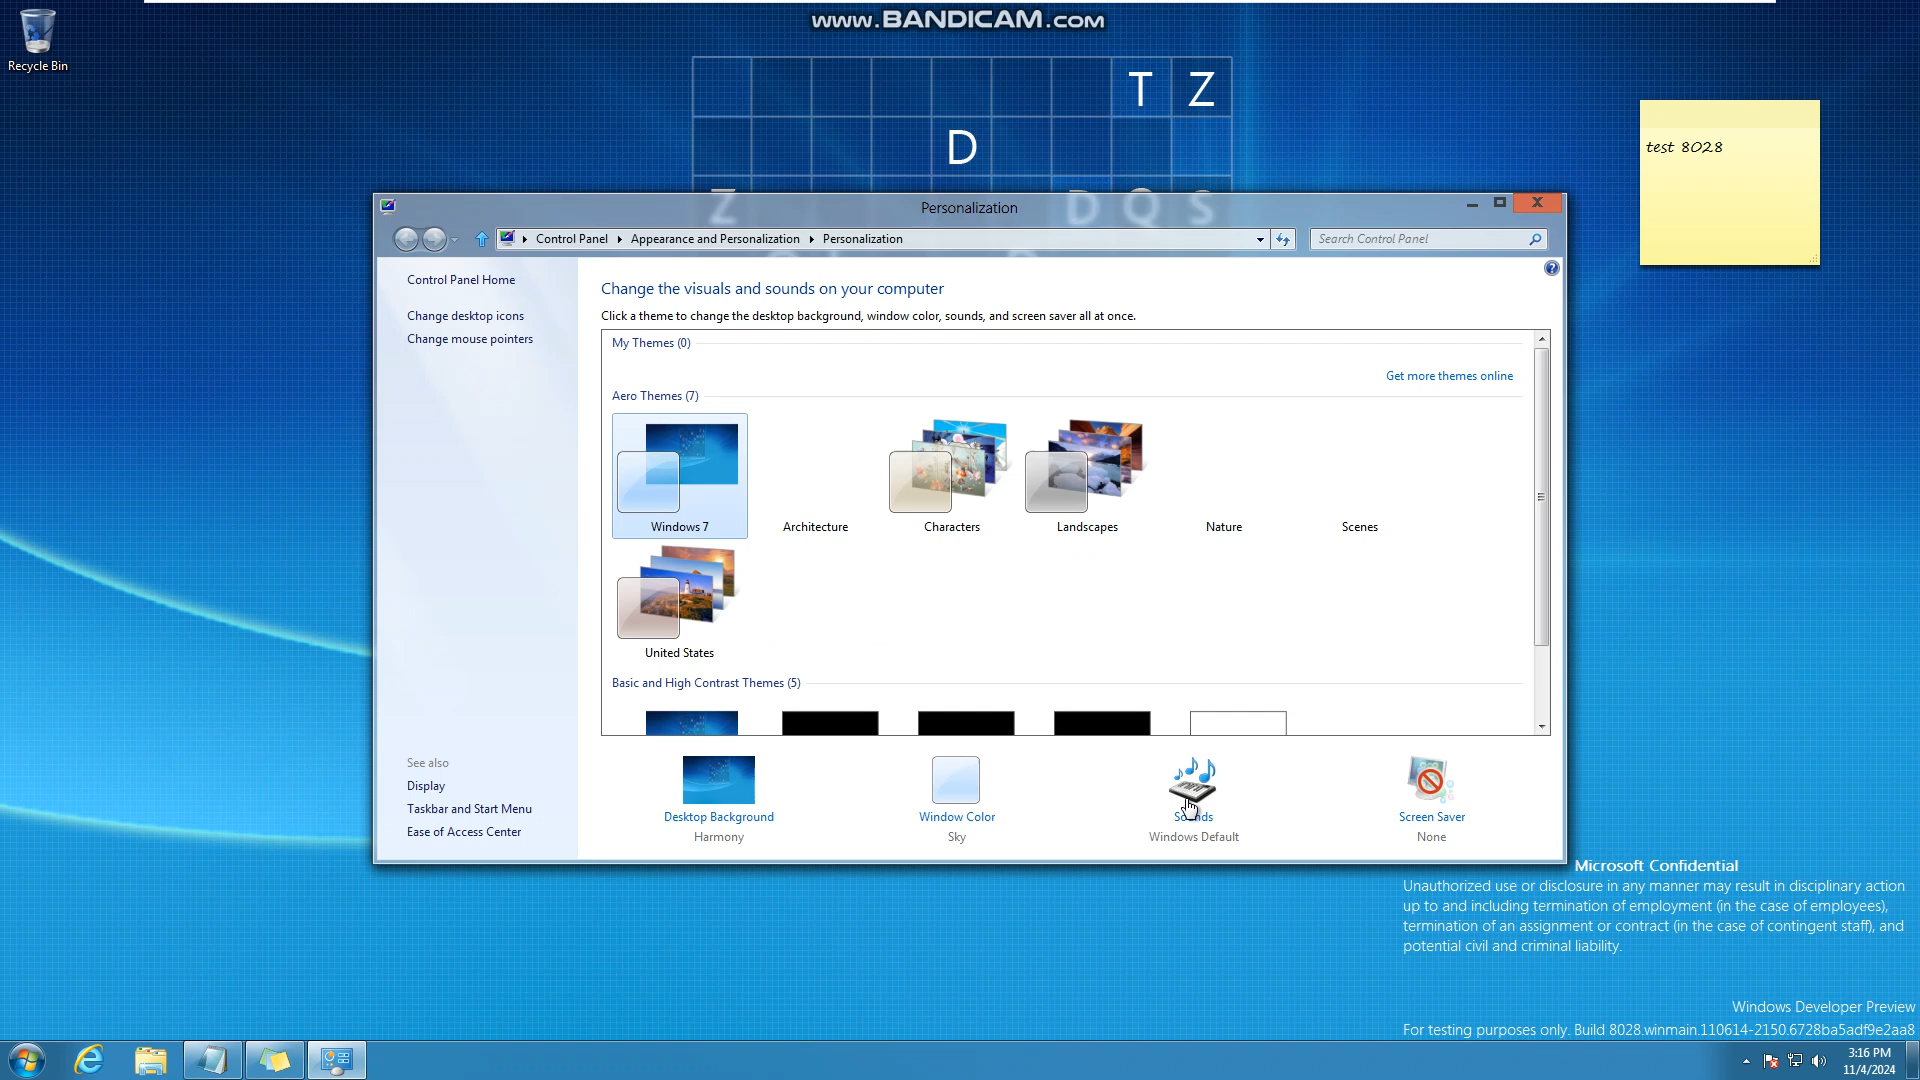 www.BANDICAM.com
Recycle Bin
T Z
D
Z D Q S
test 8028
Personalization
Control Panel Appearance and Personalization Personalization
Search Control Panel
Control Panel Home
Change desktop icons
Change mouse pointers
Change the visuals and sounds on your computer
Click a theme to change the desktop background, window color, sounds, and screen saver all at once.
My Themes (0)
Get more themes online
Aero Themes (7)
Windows 7
Architecture
Characters
Landscapes
Nature
Scenes
United States
Basic and High Contrast Themes (5)
See also
Display
Taskbar and Start Menu
Ease of Access Center
Desktop Background
Harmony
Window Color
Sky
Sounds
Windows Default
Screen Saver
None
Microsoft Confidential
Unauthorized use or disclosure in any manner may result in disciplinary action
up to and including termination of employment (in the case of employees),
termination of an assignment or contract (in the case of contingent staff), and
potential civil and criminal liability.
Windows Developer Preview
For testing purposes only. Build 8028.winmain.110614-2150.6728ba5adf9e2aa8
3:16 PM
11/4/2024